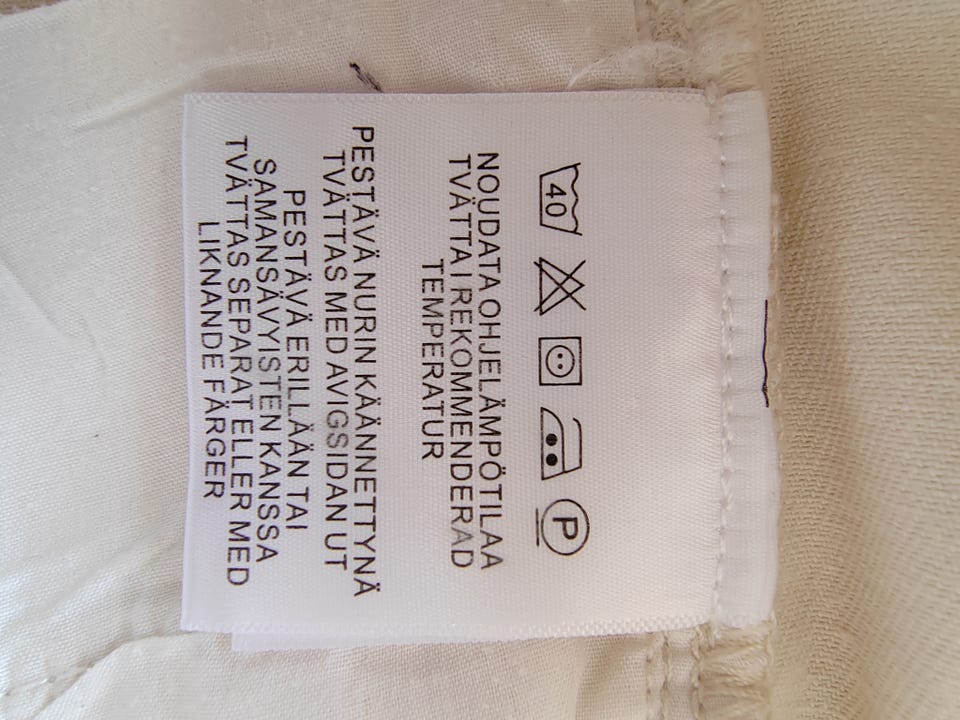 40
P
NOUDATA OHJELÄMPÖTILAA
TVÄTTA I REKOMMENDERAD
TEMPERATUR
PESTÄVÄ NURIN KÄÄNNETTYNÄ
TVÄTTAS MED AVIGSIDAN UT
PESTÄVÄ ERILLÄÄN TAI
SAMANSÄVYISTEN KANSSA
TVÄTTAS SEPARAT ELLER MED
LIKNANDE FÄRGER